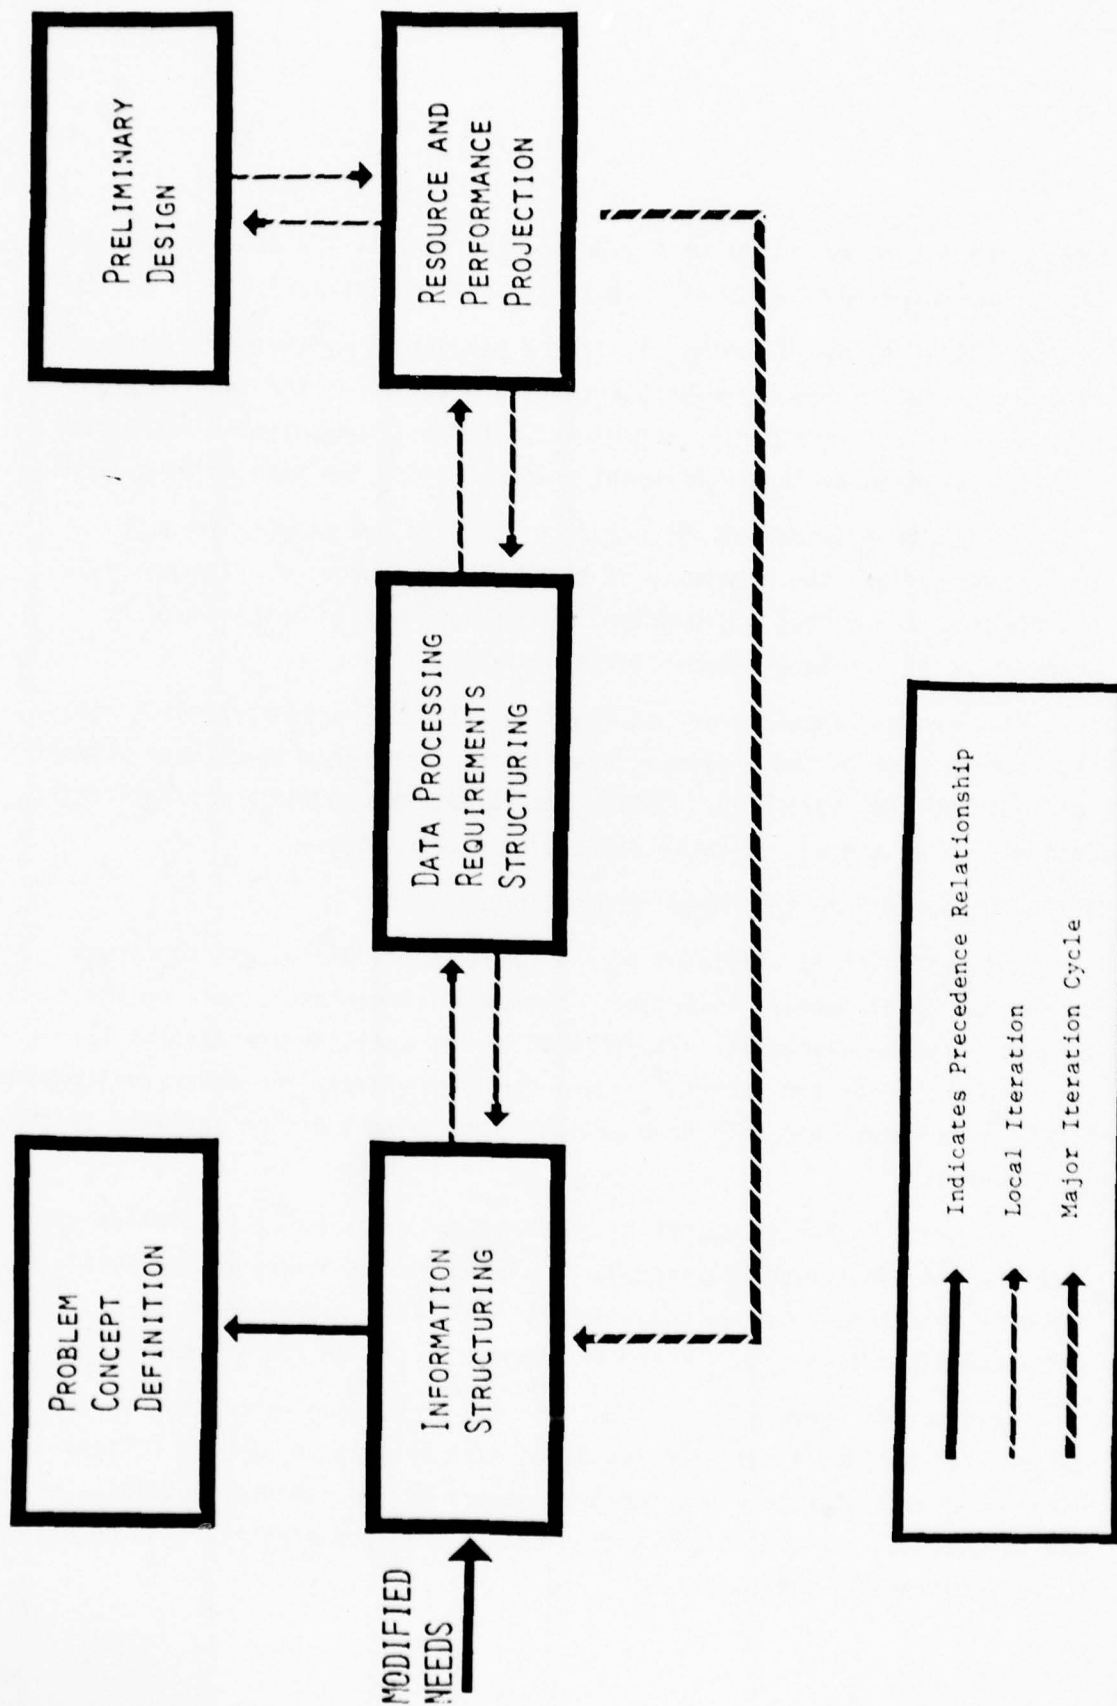 PROBLEM
CONCEPT
DEFINITION
PRELIMINARY
DESIGN
MODIFIED
NEEDS
INFORMATION
STRUCTURING
DATA PROCESSING
REQUIREMENTS
STRUCTURING
RESOURCE AND
PERFORMANCE
PROJECTION
Indicates Precedence Relationship
Local Iteration
Major Iteration Cycle